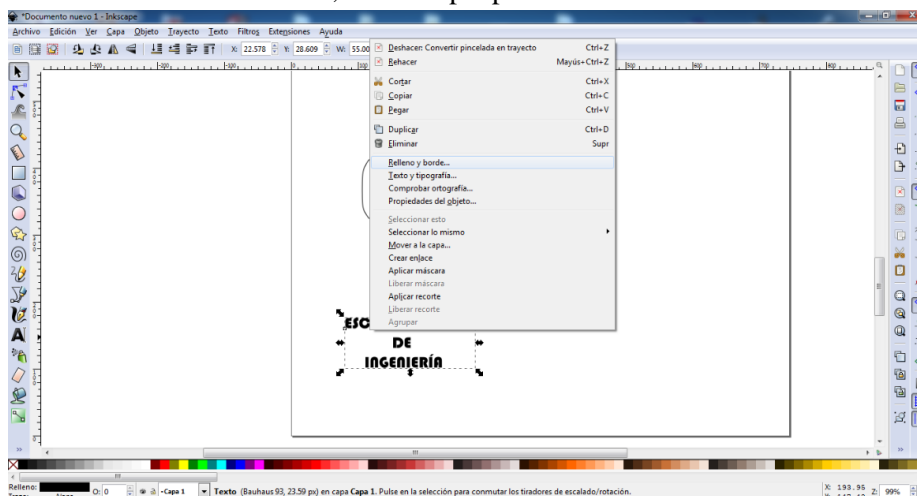 *Documento nuevo 1 - Inkscape
Archivo Edición Ver Capa Objeto Trayecto Texto Filtros Extensiones Ayuda
X: 22.578 Y: 28.609 W: 55.00
Deshacer: Convertir pincelada en trayecto Ctrl+Z
Rehacer Mayús+Ctrl+Z
Cortar Ctrl+X
Copiar Ctrl+C
Pegar Ctrl+V
Duplicar Ctrl+D
Eliminar Supr
Relleno y borde...
Texto y tipografía...
Comprobar ortografía...
Propiedades del objeto...
Seleccionar esto
Seleccionar lo mismo
Mover a la capa...
Crear enlace
Aplicar máscara
Liberar máscara
Aplicar recorte
Liberar recorte
Agrupar
ESC
DE
INGENIERÍA
Relleno: O: 0 Capa 1 Texto (Bauhaus 93, 23.59 px) en capa Capa 1. Pulse en la selección para conmutar los tiradores de escalado/rotación. X: 193.95 Z: 99%